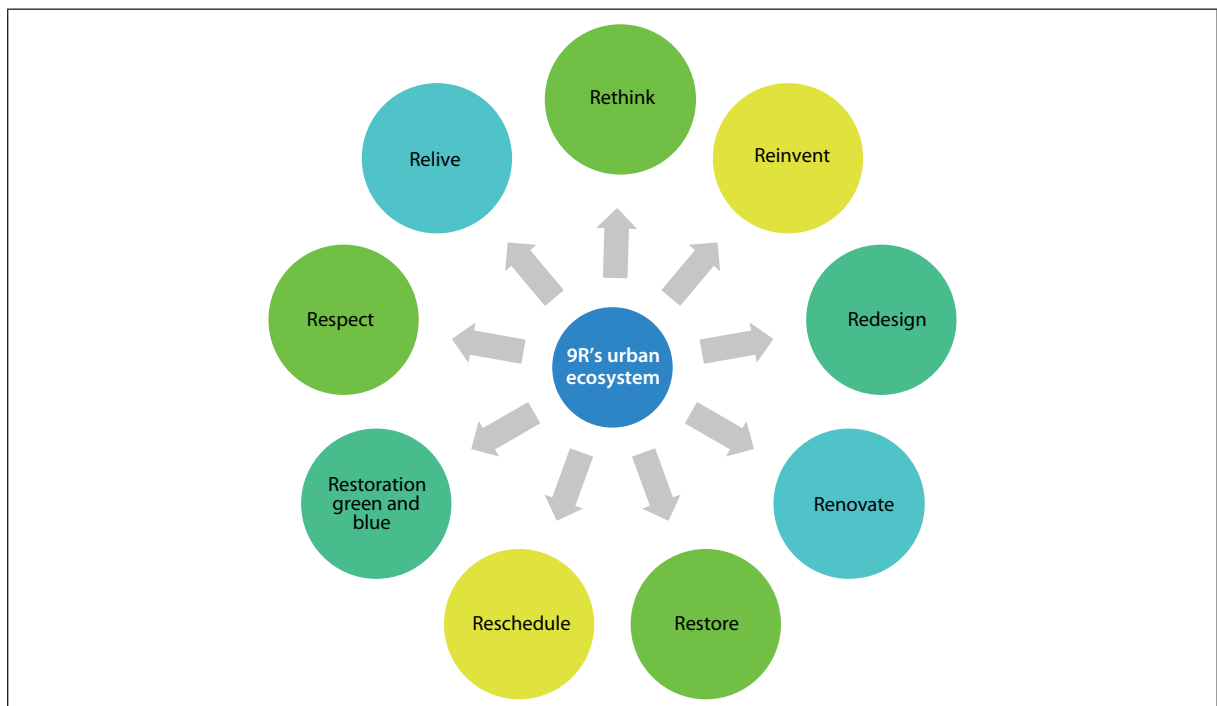 Rethink
Reinvent
Redesign
Renovate
Restore
Reschedule
Restoration
green and
blue
Respect
Relive
9R's urban
ecosystem